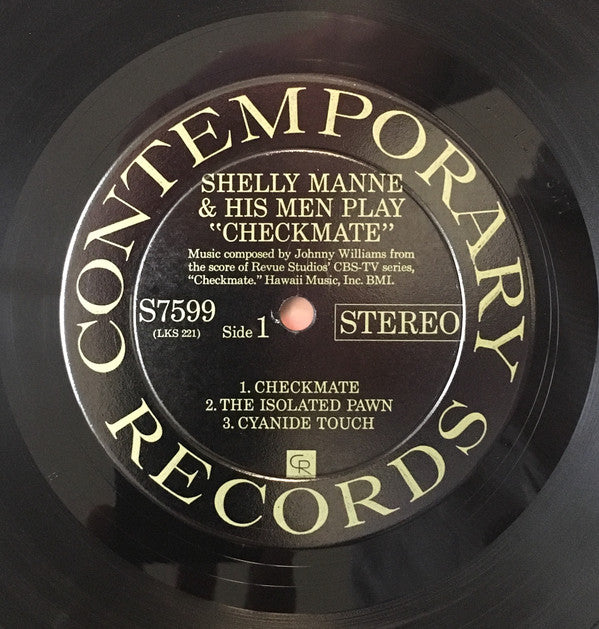 CONTEMPORARY
SHELLY MANNE
& HIS MEN PLAY
“CHECKMATE”
Music composed by Johnny Williams from
the score of Revue Studios’ CBS-TV series,
“Checkmate.” Hawaii Music, Inc. BMI.
S7599
(LKS 221)
Side 1
STEREO
1. CHECKMATE
2. THE ISOLATED PAWN
3. CYANIDE TOUCH
CR
RECORDS